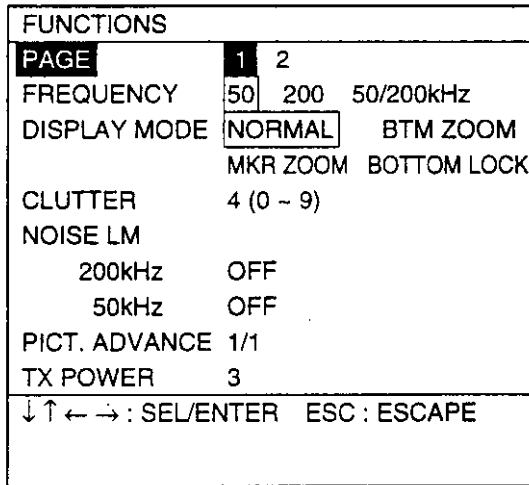 FUNCTIONS
PAGE 1 2
FREQUENCY 50 200 50/200kHz
DISPLAY MODE NORMAL BTM ZOOM
MKR ZOOM BOTTOM LOCK
CLUTTER 4 (0 ~ 9)
NOISE LM
200kHz OFF
50kHz OFF
PICT. ADVANCE 1/1
TX POWER 3
↓ ↑ ← → : SEL/ENTER ESC : ESCAPE